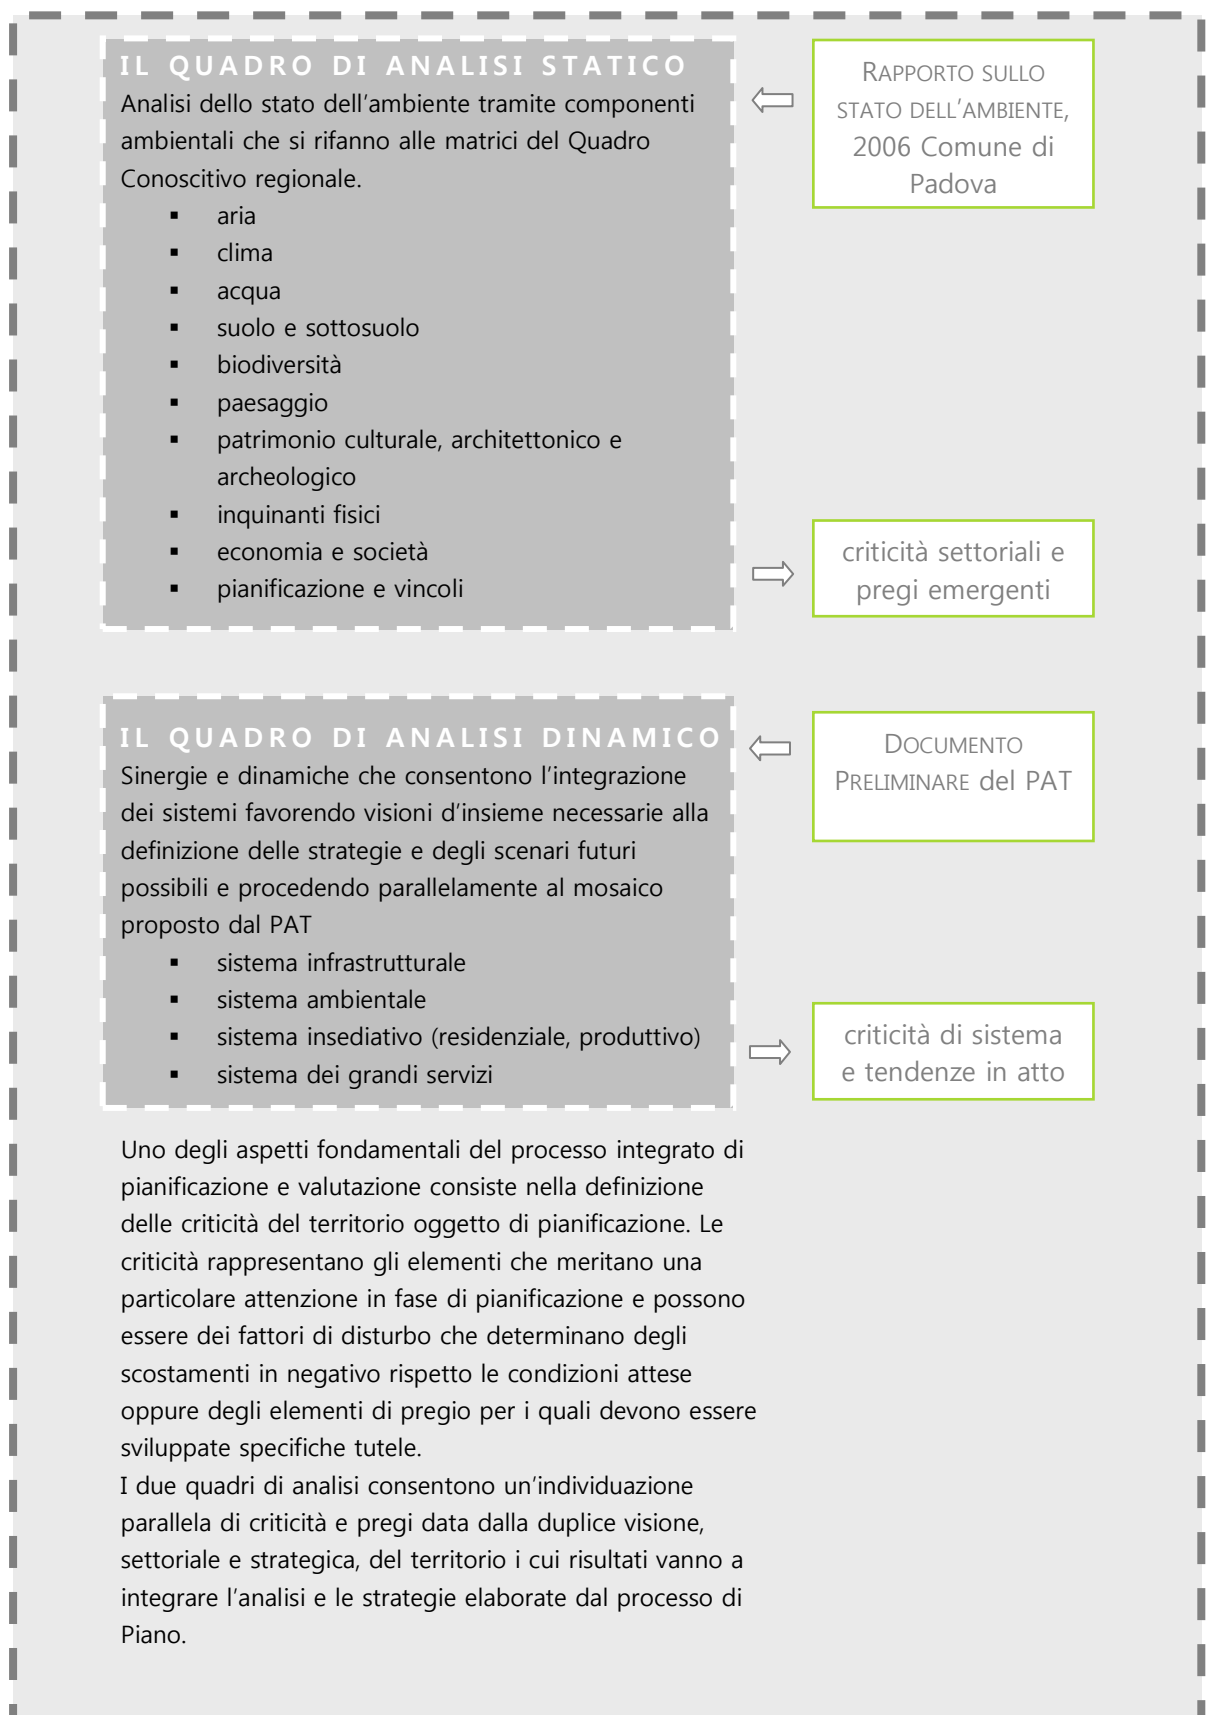 IL QUADRO DI ANALISI STATICO
Analisi dello stato dell'ambiente tramite componenti
ambientali che si rifanno alle matrici del Quadro
Conoscitivo regionale.
▪ aria
▪ clima
▪ acqua
▪ suolo e sottosuolo
▪ biodiversità
▪ paesaggio
▪ patrimonio culturale, architettonico e
archeologico
▪ inquinanti fisici
▪ economia e società
▪ pianificazione e vincoli
RAPPORTO SULLO
STATO DELL'AMBIENTE,
2006 Comune di
Padova
criticità settoriali e
pregi emergenti
IL QUADRO DI ANALISI DINAMICO
Sinergie e dinamiche che consentono l'integrazione
dei sistemi favorendo visioni d'insieme necessarie alla
definizione delle strategie e degli scenari futuri
possibili e procedendo parallelamente al mosaico
proposto dal PAT
▪ sistema infrastrutturale
▪ sistema ambientale
▪ sistema insediativo (residenziale, produttivo)
▪ sistema dei grandi servizi
DOCUMENTO
PRELIMINARE del PAT
criticità di sistema
e tendenze in atto
Uno degli aspetti fondamentali del processo integrato di
pianificazione e valutazione consiste nella definizione
delle criticità del territorio oggetto di pianificazione. Le
criticità rappresentano gli elementi che meritano una
particolare attenzione in fase di pianificazione e possono
essere dei fattori di disturbo che determinano degli
scostamenti in negativo rispetto le condizioni attese
oppure degli elementi di pregio per i quali devono essere
sviluppate specifiche tutele.
I due quadri di analisi consentono un'individuazione
parallela di criticità e pregi data dalla duplice visione,
settoriale e strategica, del territorio i cui risultati vanno a
integrare l'analisi e le strategie elaborate dal processo di
Piano.